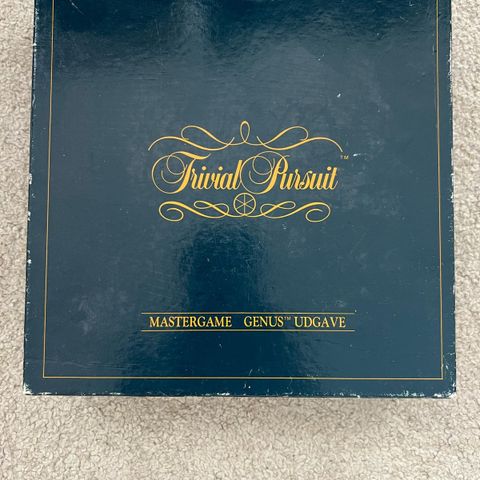 Trivial Pursuit™
MASTERGAME GENUS™ UDGAVE